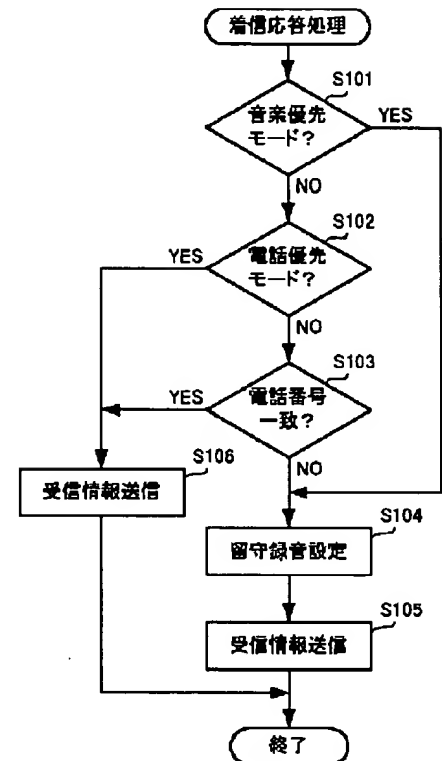 着信応答処理
S101
音楽優先
モード?
YES
NO
S102
電話優先
モード?
YES
NO
S103
電話番号
一致?
YES
NO
S106
受信情報送信
S104
留守録音設定
S105
受信情報送信
終了